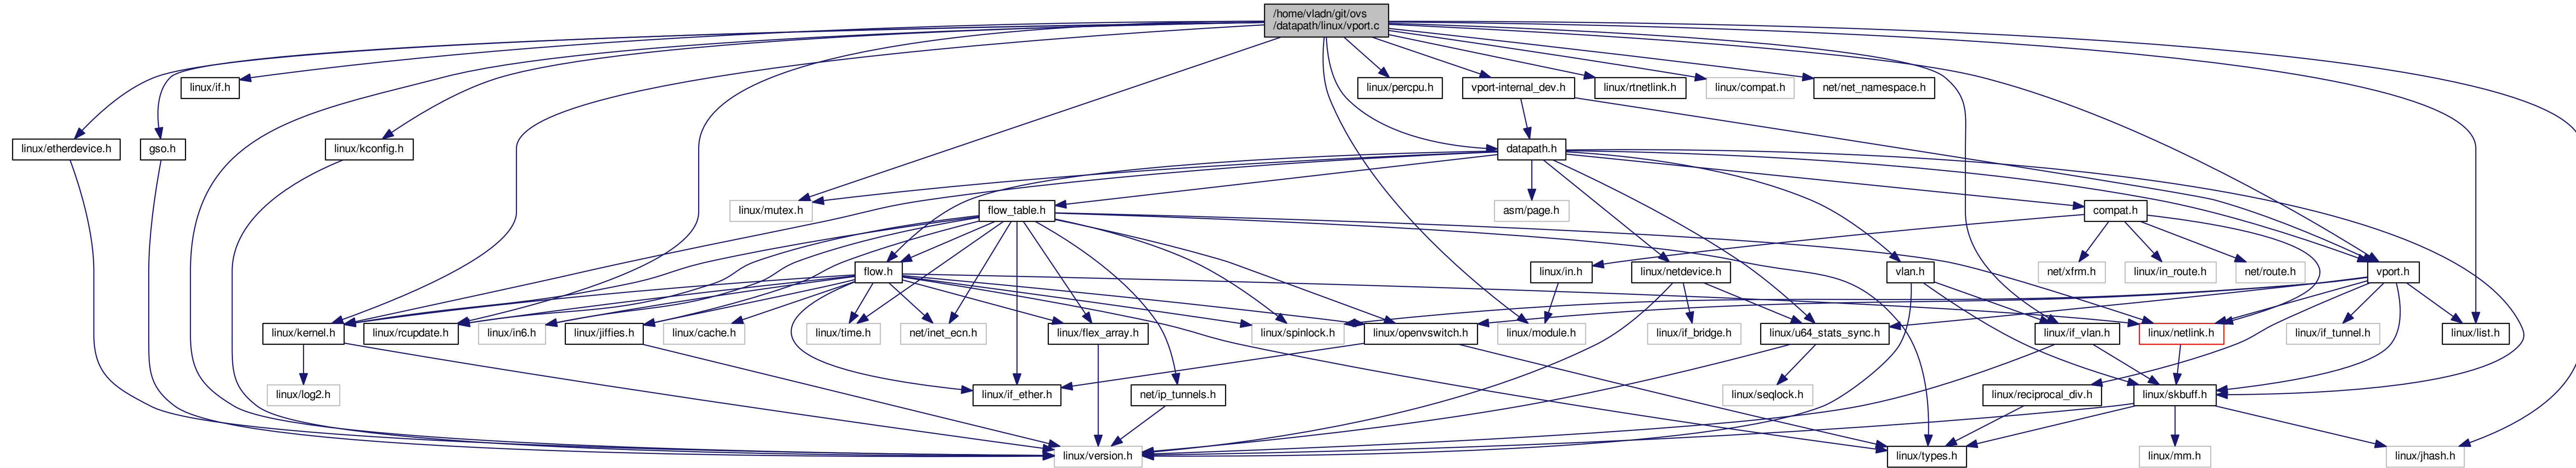 /home/vladn/git/ovs
/datapath/linux/vport.c
linux/if.h
linux/percpu.h
vport-internal_dev.h
linux/rtnetlink.h
linux/compat.h
net/net_namespace.h
linux/etherdevice.h
gso.h
linux/kconfig.h
datapath.h
linux/mutex.h
flow_table.h
asm/page.h
compat.h
flow.h
linux/in.h
linux/netdevice.h
vlan.h
net/xfrm.h
linux/in_route.h
net/route.h
vport.h
linux/kernel.h
linux/rcupdate.h
linux/in6.h
linux/jiffies.h
linux/cache.h
linux/time.h
net/inet_ecn.h
linux/flex_array.h
linux/spinlock.h
linux/openvswitch.h
linux/module.h
linux/if_bridge.h
linux/u64_stats_sync.h
linux/if_vlan.h
linux/netlink.h
linux/if_tunnel.h
linux/list.h
linux/log2.h
linux/if_ether.h
net/ip_tunnels.h
linux/seqlock.h
linux/reciprocal_div.h
linux/skbuff.h
linux/version.h
linux/types.h
linux/mm.h
linux/jhash.h